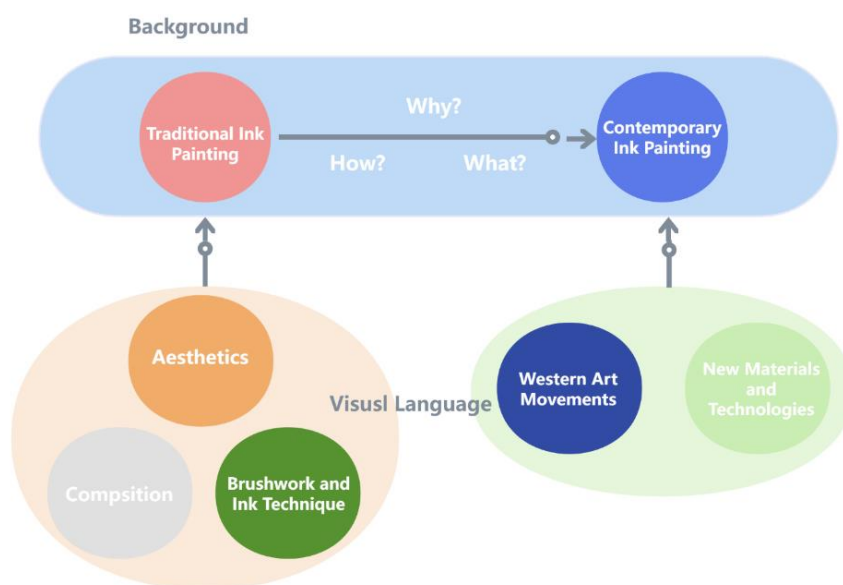 Background
Why?
Traditional Ink
Painting
Contemporary
Ink Painting
How?
What?
Aesthetics
Western Art
Movements
New Materials
and
Technologies
Visusl Language
Compsition
Brushwork and
Ink Technique